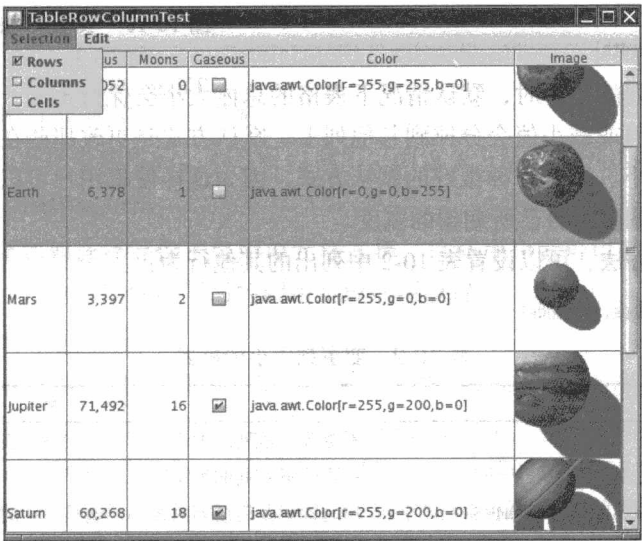 TableRowColumnTest
Selection Edit
Rows
Columns
Cells
us Moons Gaseous Color Image
052 0 java.awt.Color[r=255,g=255,b=0]
Earth 6,378 1 java.awt.Color[r=0,g=0,b=255]
Mars 3,397 2 java.awt.Color[r=255,g=0,b=0]
Jupiter 71,492 16 java.awt.Color[r=255,g=200,b=0]
Saturn 60,268 18 java.awt.Color[r=255,g=200,b=0]